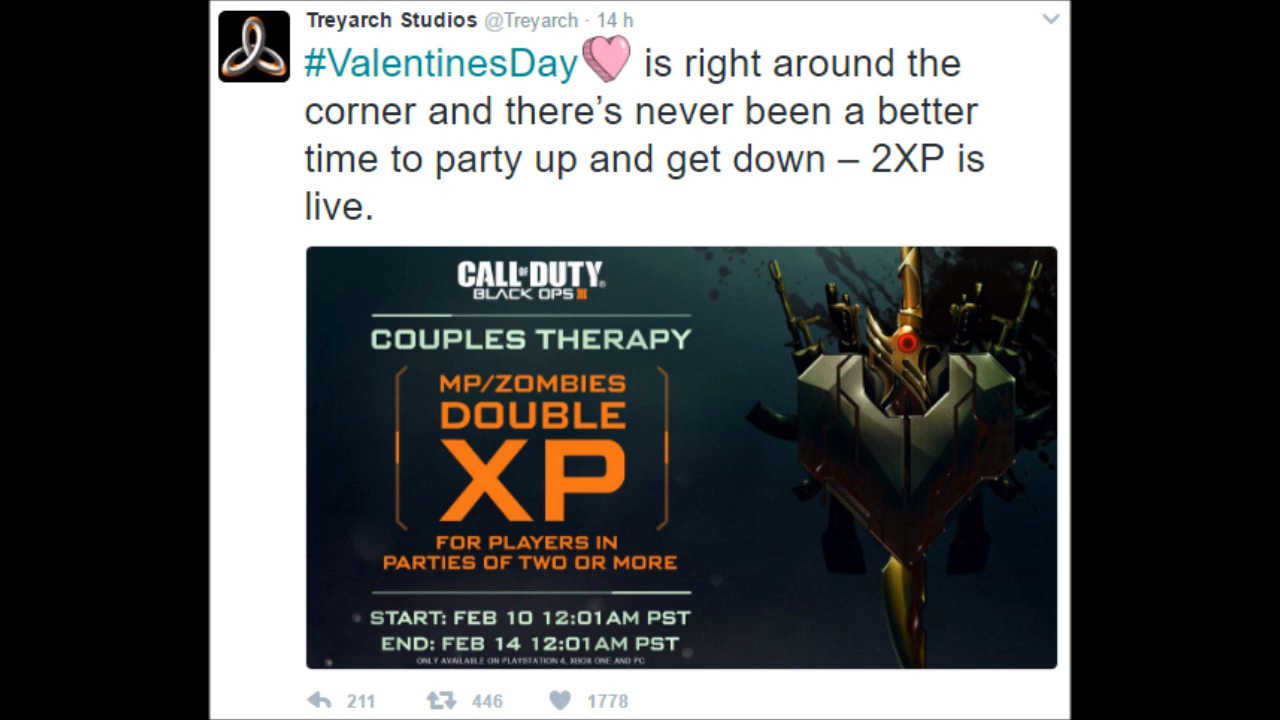 Treyarch Studios @Treyarch · 14 h
#ValentinesDay is right around the
corner and there’s never been a better
time to party up and get down – 2XP is
live.
CALL OF DUTY
BLACK OPS III
COUPLES THERAPY
MP/ZOMBIES
DOUBLE
XP
FOR PLAYERS IN
PARTIES OF TWO OR MORE
START: FEB 10 12:01AM PST
END: FEB 14 12:01AM PST
ONLY AVAILABLE ON PLAYSTATION 4, XBOX ONE AND PC
211 446 1778